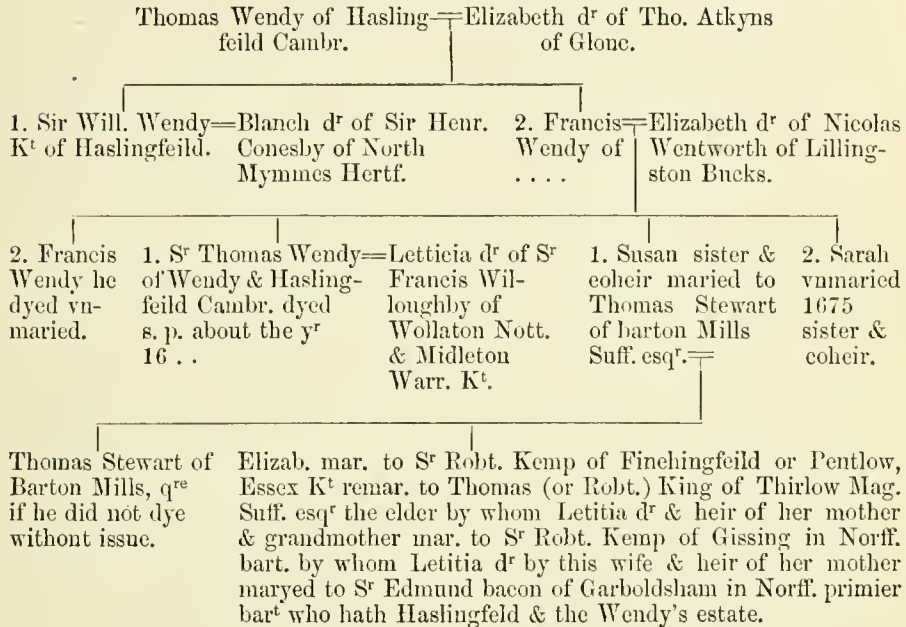 Thomas Wendy of Hasling-
feild Cambr.
Elizabeth dʳ of Tho. Atkyns
of Glouc.
1. Sir Will. Wendy
Kᵗ of Haslingfeild.
Blanch dʳ of Sir Henr.
Conesby of North
Mymmes Hertf.
2. Francis
Wendy of
. . . .
Elizabeth dʳ of Nicolas
Wentworth of Lilling-
ston Bucks.
2. Francis
Wendy he
dyed vn-
maried.
1. Sʳ Thomas Wendy
of Wendy & Hasling-
feild Cambr. dyed
s. p. about the yʳ
16 . .
Letticia dʳ of Sʳ
Francis Wil-
loughby of
Wollaton Nott.
& Midleton
Warr. Kᵗ.
1. Susan sister &
coheir maried to
Thomas Stewart
of barton Mills
Suff. esqʳ.
2. Sarah
vnmaried
1675
sister &
coheir.
Thomas Stewart of
Barton Mills, qʳᵉ
if he did not dye
without issue.
Elizab. mar. to Sʳ Robt. Kemp of Finchingfeild or Pentlow,
Essex Kᵗ remar. to Thomas (or Robt.) King of Thirlow Mag.
Suff. esqʳ the elder by whom Letitia dʳ & heir of her mother
& grandmother mar. to Sʳ Robt. Kemp of Gissing in Norff.
bart. by whom Letitia dʳ by this wife & heir of her mother
maryed to Sʳ Edmund bacon of Garboldsham in Norff. primier
barᵗ who hath Haslingfeld & the Wendy's estate.